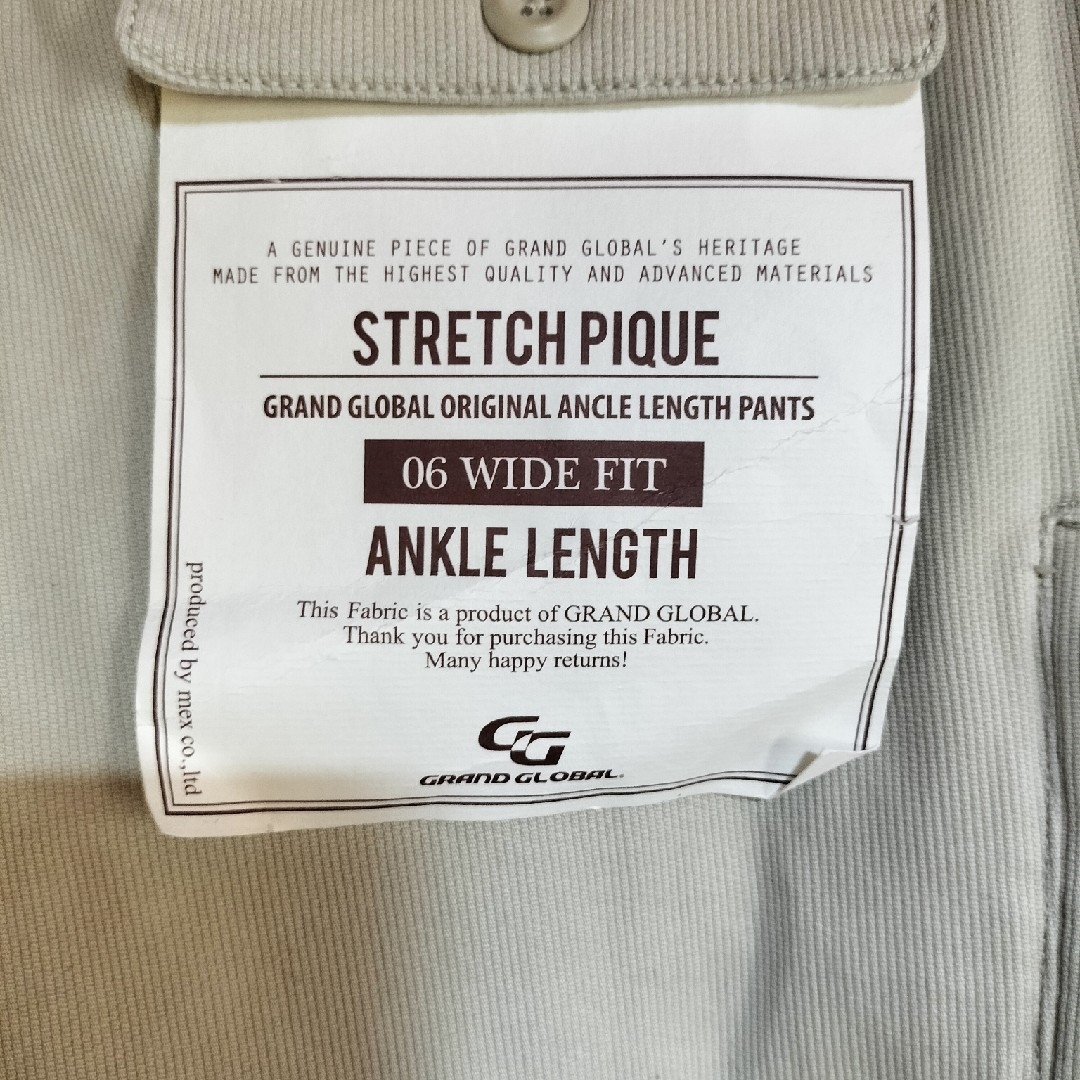 A GENUINE PIECE OF GRAND GLOBAL'S HERITAGE
MADE FROM THE HIGHEST QUALITY AND ADVANCED MATERIALS
STRETCH PIQUE
GRAND GLOBAL ORIGINAL ANCLE LENGTH PANTS
06 WIDE FIT
ANKLE LENGTH
This Fabric is a product of GRAND GLOBAL.
Thank you for purchasing this Fabric.
Many happy returns!
produced by mex co.,ltd
GG
GRAND GLOBAL